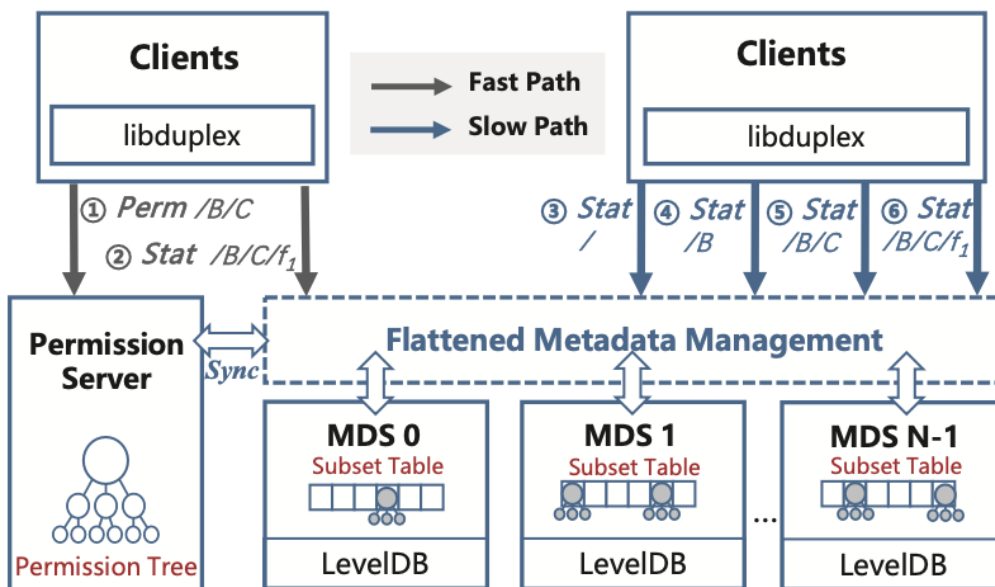 Clients
libduplex
Fast Path
Slow Path
Clients
libduplex
① Perm /B/C
② Stat /B/C/f1
③ Stat
/
④ Stat
/B
⑤ Stat
/B/C
⑥ Stat
/B/C/f1
Permission
Server
Permission Tree
Sync
Flattened Metadata Management
MDS 0
Subset Table
LevelDB
MDS 1
Subset Table
LevelDB
...
MDS N-1
Subset Table
LevelDB